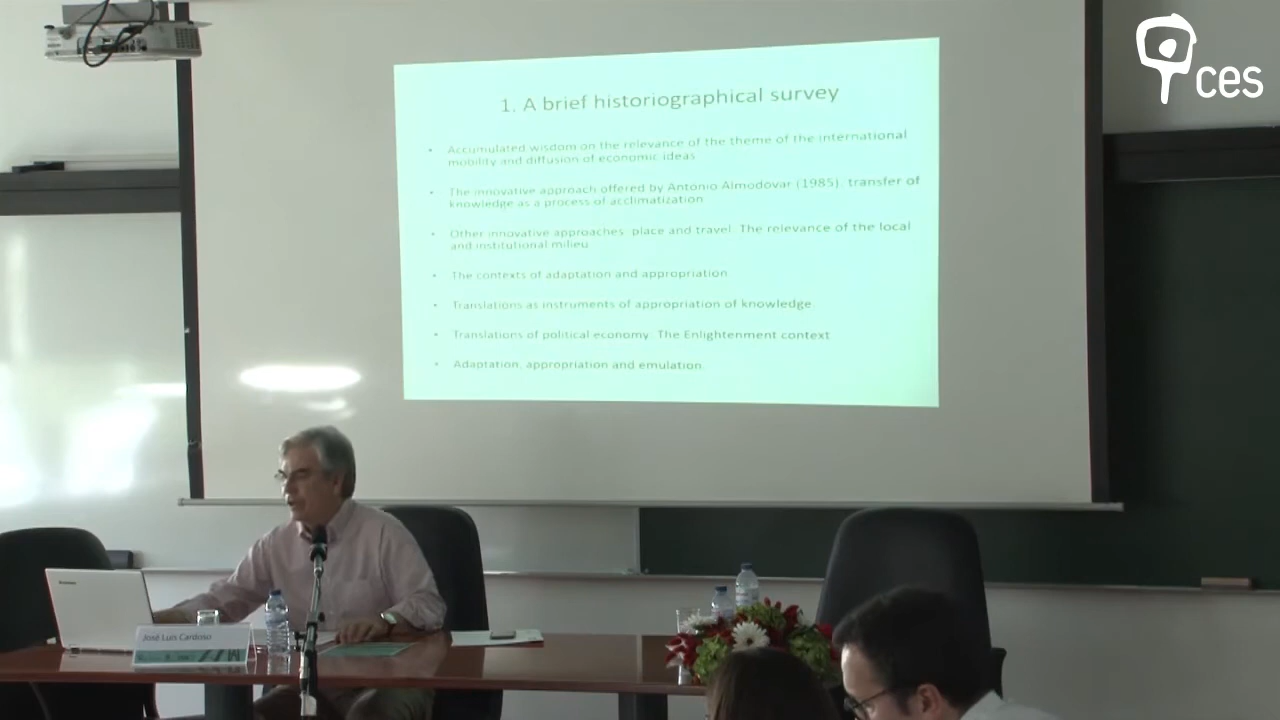 ces
1. A brief historiographical survey
• Accumulated wisdom on the relevance of the theme of the international
mobility and diffusion of economic ideas
• The innovative approach offered by António Almodovar (1985): transfer of
knowledge as a process of acclimatization
• Other innovative approaches: place and travel. The relevance of the local
and institutional milieu
• The contexts of adaptation and appropriation
• Translations as instruments of appropriation of knowledge
• Translations of political economy. The Enlightenment context
• Adaptation, appropriation and emulation.
José Luís Cardoso